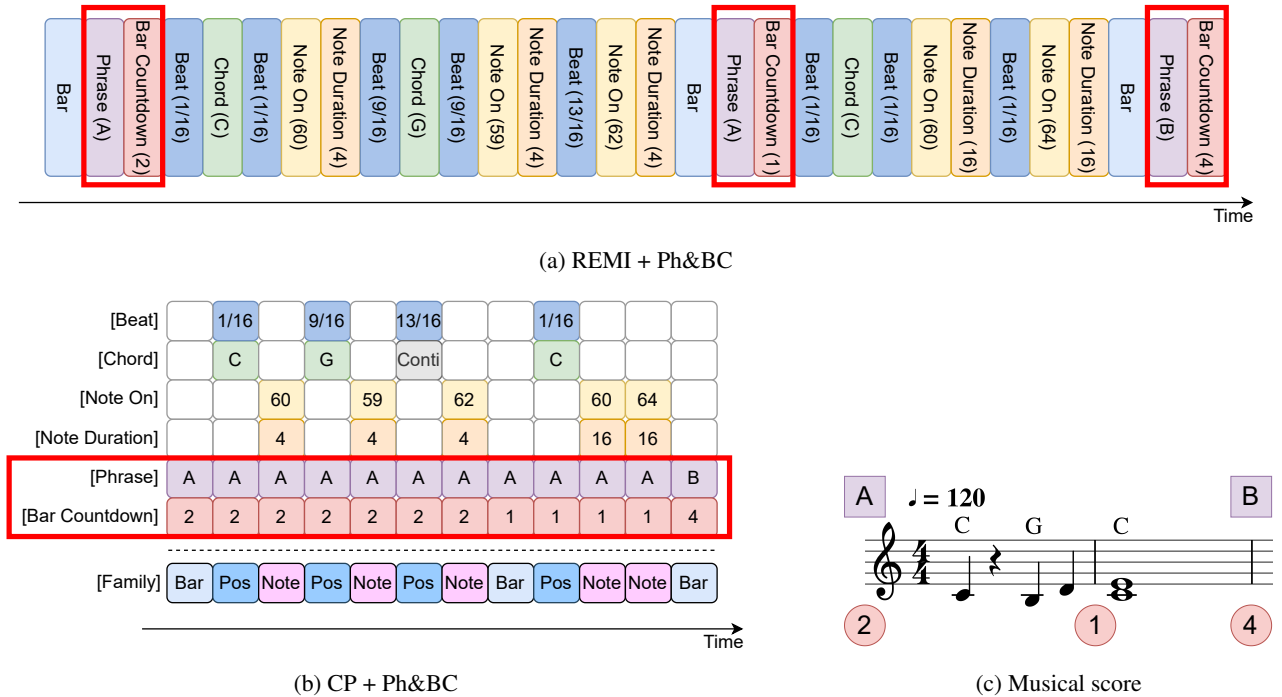 Bar
Phrase (A)
Bar Countdown (2)
Beat (1/16)
Chord (C)
Beat (1/16)
Note On (60)
Note Duration (4)
Beat (9/16)
Chord (G)
Beat (9/16)
Note On (59)
Note Duration (4)
Beat (13/16)
Note On (62)
Note Duration (4)
Bar
Phrase (A)
Bar Countdown (1)
Beat (1/16)
Chord (C)
Beat (1/16)
Note On (60)
Note Duration (16)
Beat (1/16)
Note On (64)
Note Duration (16)
Bar
Phrase (B)
Bar Countdown (4)
Time
(a) REMI + Ph&BC
[Beat] 1/16 9/16 13/16 1/16
[Chord] C G Conti C
[Note On] 60 59 62 60 64
[Note Duration] 4 4 4 16 16
[Phrase] A A A A A A A A A A A B
[Bar Countdown] 2 2 2 2 2 2 2 1 1 1 1 4
[Family] Bar Pos Note Pos Note Pos Note Bar Pos Note Note Bar
Time
(b) CP + Ph&BC
A ♩ = 120 B
C G C
4
4
2 1 4
(c) Musical score